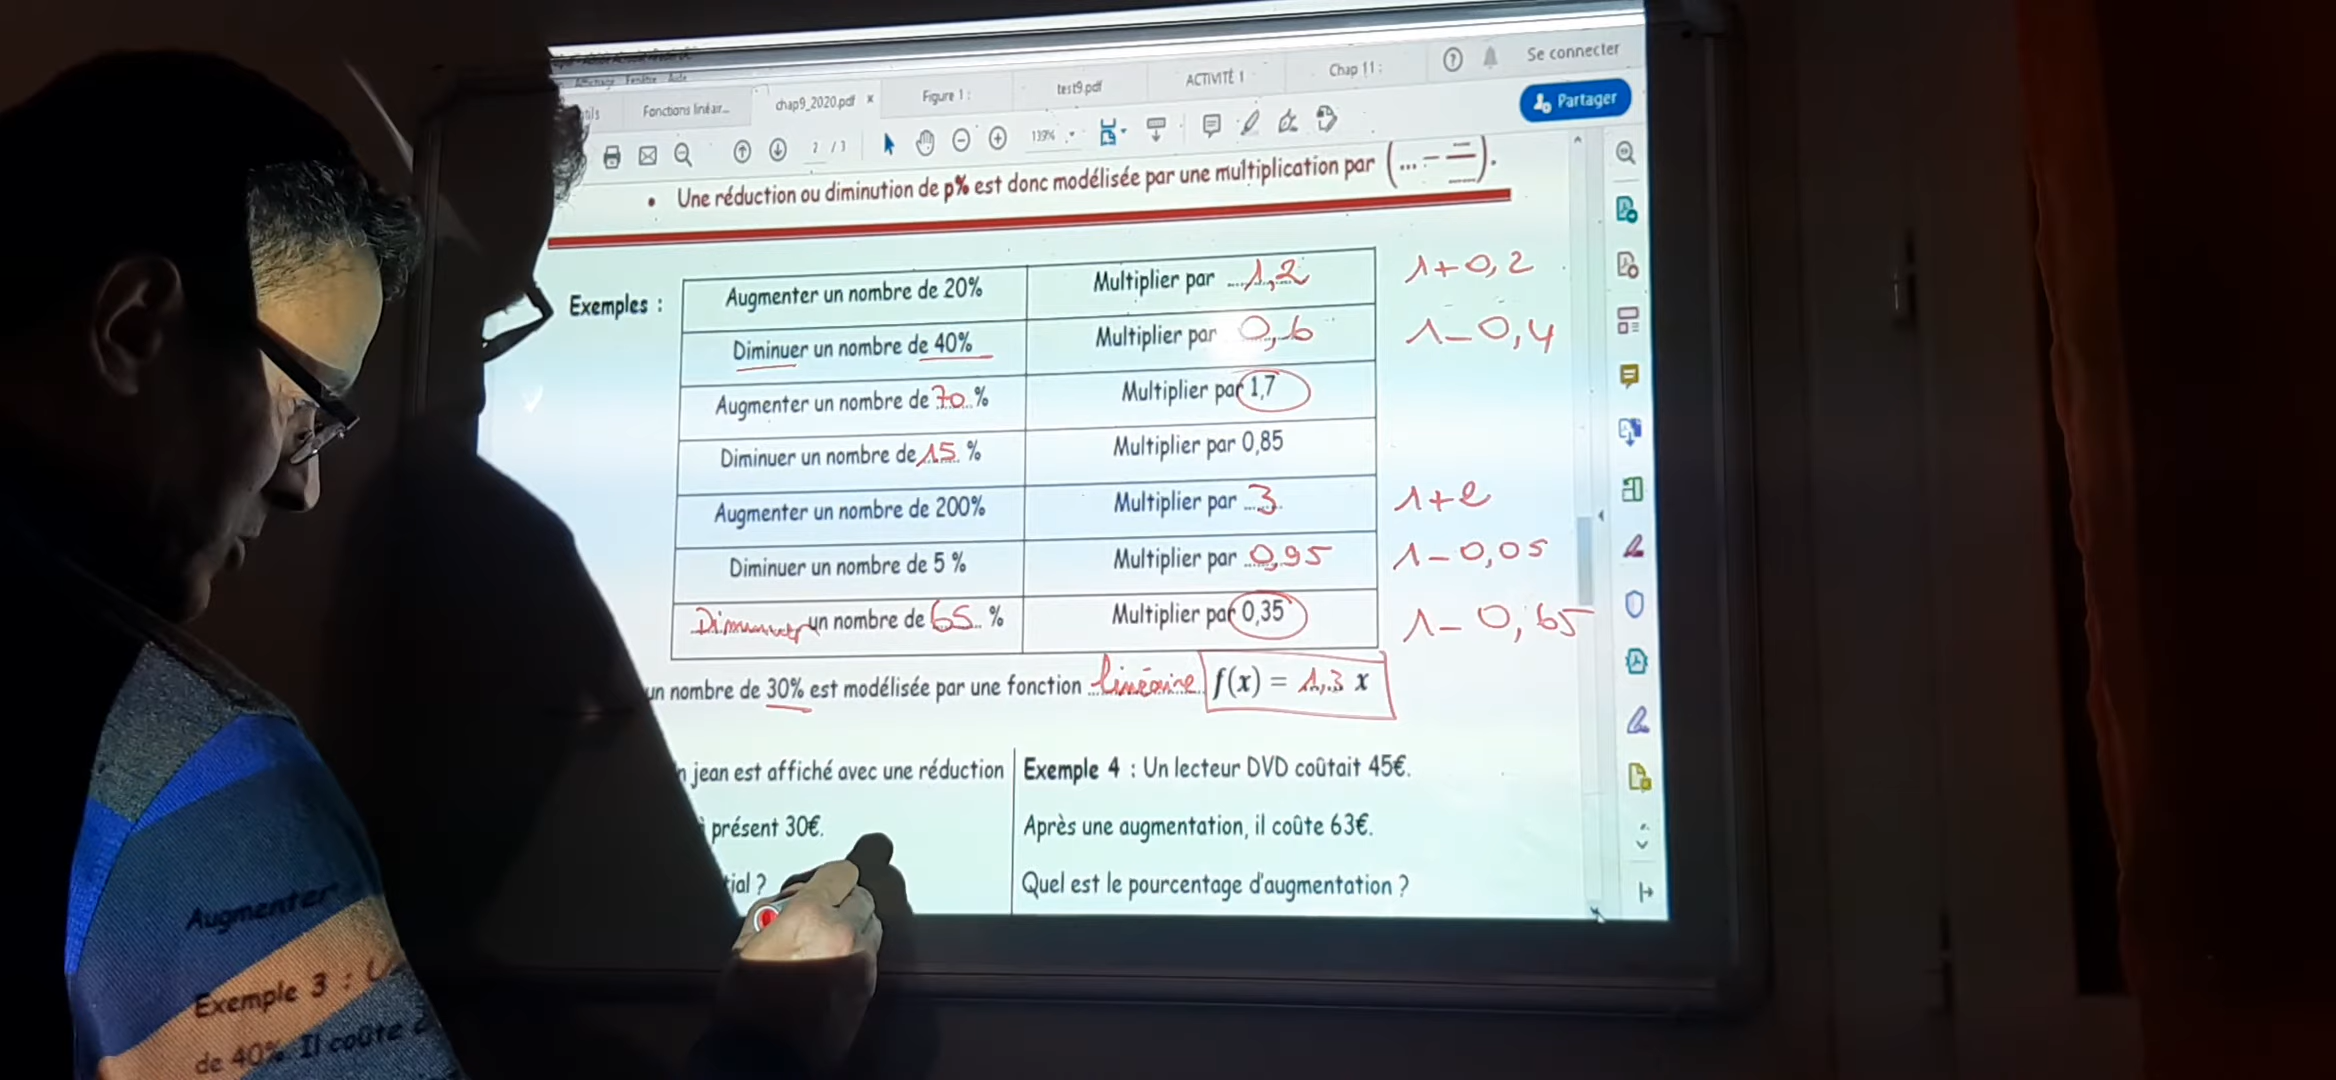 Affichage Fenêtre Aide
Fonctions linéair... chap9_2020.pdf x Figure 1 : test9.pdf ACTIVITÉ 1 Chap 11 : ? Se connecter
2 / 3 139% Partager
• Une réduction ou diminution de p% est donc modélisée par une multiplication par (... − ).
Exemples :
Augmenter un nombre de 20% Multiplier par ...1,2 1+0,2
Diminuer un nombre de 40% Multiplier par 0,6 1-0,4
Augmenter un nombre de 70 % Multiplier par 1,7
Diminuer un nombre de 15 % Multiplier par 0,85
Augmenter un nombre de 200% Multiplier par ...3 1+2
Diminuer un nombre de 5 % Multiplier par ...0,95 1-0,05
Diminuer un nombre de 65 % Multiplier par 0,35 1-0,65
Augmenter un nombre de 30% est modélisée par une fonction linéaire f(x) = 1,3 x
Exemple 3 : U
n jean est affiché avec une réduction
de 40%. Il coûte à présent 30€.
tial ?
Exemple 4 : Un lecteur DVD coûtait 45€.
Après une augmentation, il coûte 63€.
Quel est le pourcentage d'augmentation ?